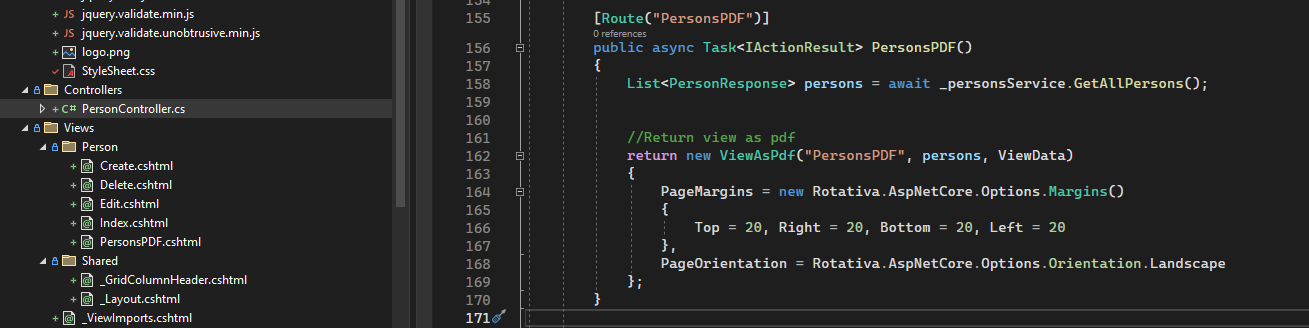 jquery.validate.min.js
jquery.validate.unobtrusive.min.js
logo.png
StyleSheet.css
Controllers
PersonController.cs
Views
Person
Create.cshtml
Delete.cshtml
Edit.cshtml
Index.cshtml
PersonsPDF.cshtml
Shared
_GridColumnHeader.cshtml
_Layout.cshtml
_ViewImports.cshtml
154
155 [Route("PersonsPDF")]
0 references
156 public async Task<IActionResult> PersonsPDF()
157 {
158 List<PersonResponse> persons = await _personsService.GetAllPersons();
159
160
161 //Return view as pdf
162 return new ViewAsPdf("PersonsPDF", persons, ViewData)
163 {
164 PageMargins = new Rotativa.AspNetCore.Options.Margins()
165 {
166 Top = 20, Right = 20, Bottom = 20, Left = 20
167 },
168 PageOrientation = Rotativa.AspNetCore.Options.Orientation.Landscape
169 };
170 }
171